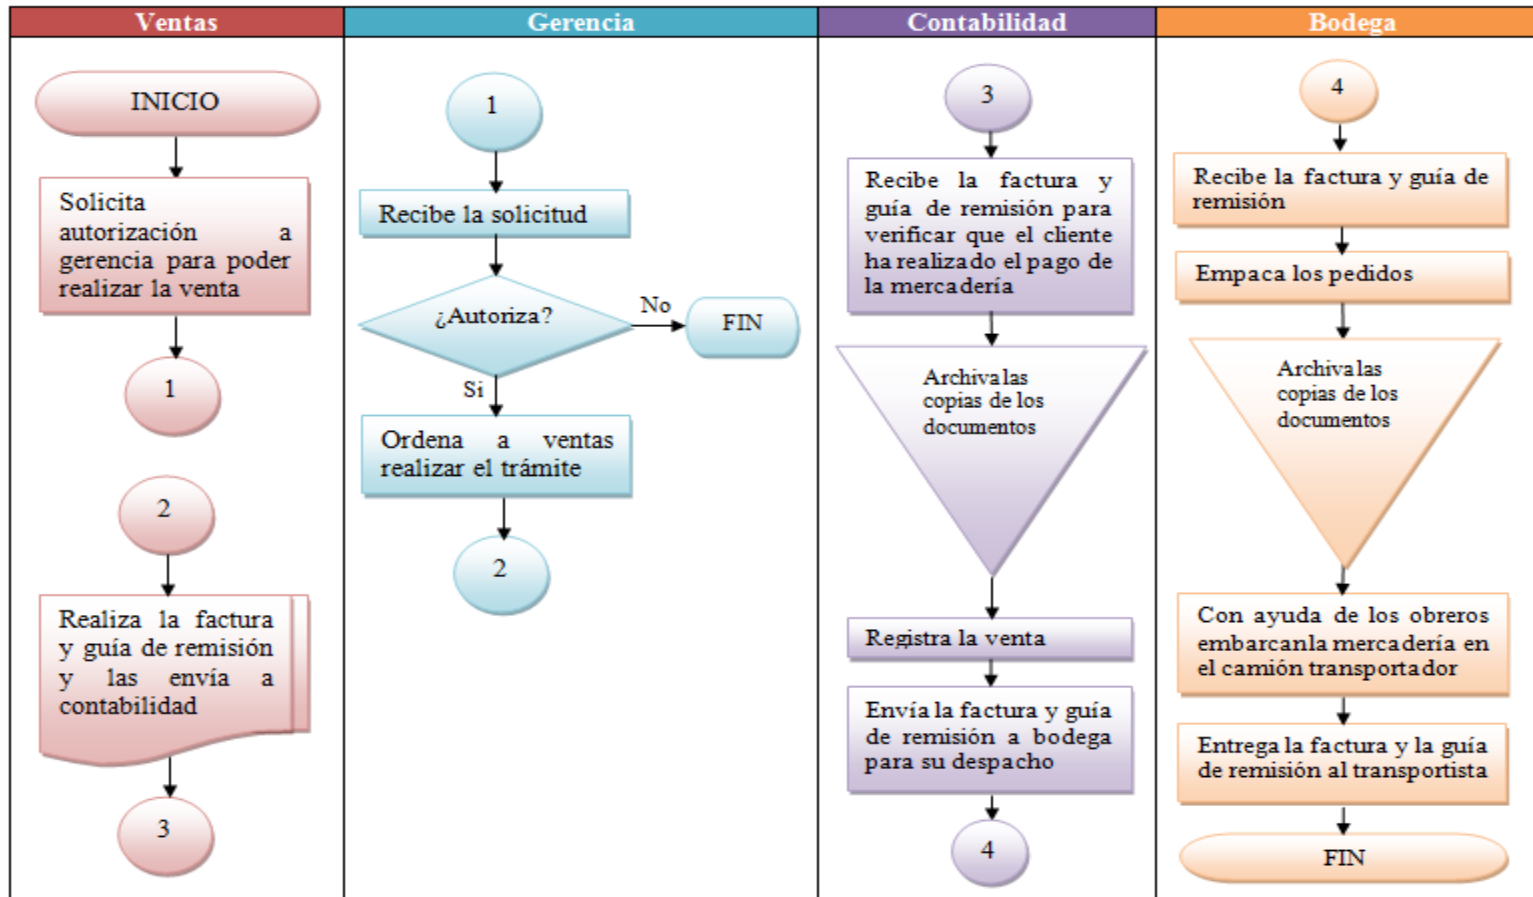 Ventas
INICIO
Solicita
autorización a
gerencia para poder
realizar la venta
1
2
Realiza la factura
y guía de remisión
y las envía a
contabilidad
3
Gerencia
1
Recibe la solicitud
¿Autoriza?
No
FIN
Si
Ordena a ventas
realizar el trámite
2
Contabilidad
3
Recibe la factura y
guía de remisión para
verificar que el cliente
ha realizado el pago de
la mercadería
Archiva las
copias de los
documentos
Registra la venta
Envía la factura y guía
de remisión a bodega
para su despacho
4
Bodega
4
Recibe la factura y guía de
remisión
Empaca los pedidos
Archiva las
copias de los
documentos
Con ayuda de los obreros
embarcanla mercadería en
el camión transportador
Entrega la factura y la guía
de remisión al transportista
FIN